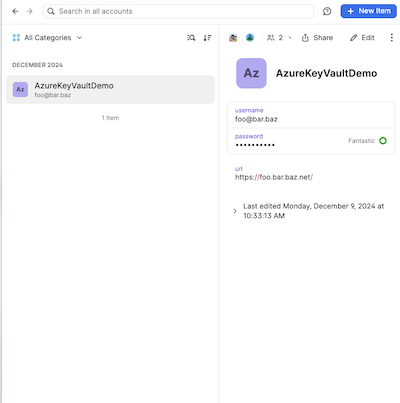 Search in all accounts
+ New Item
All Categories
2
Share
Edit
DECEMBER 2024
Az
AzureKeyVaultDemo
foo@bar.baz
1 Item
Az
AzureKeyVaultDemo
username
foo@bar.baz
password
••••••••••
Fantastic
url
https://foo.bar.baz.net/
Last edited Monday, December 9, 2024 at
10:33:13 AM